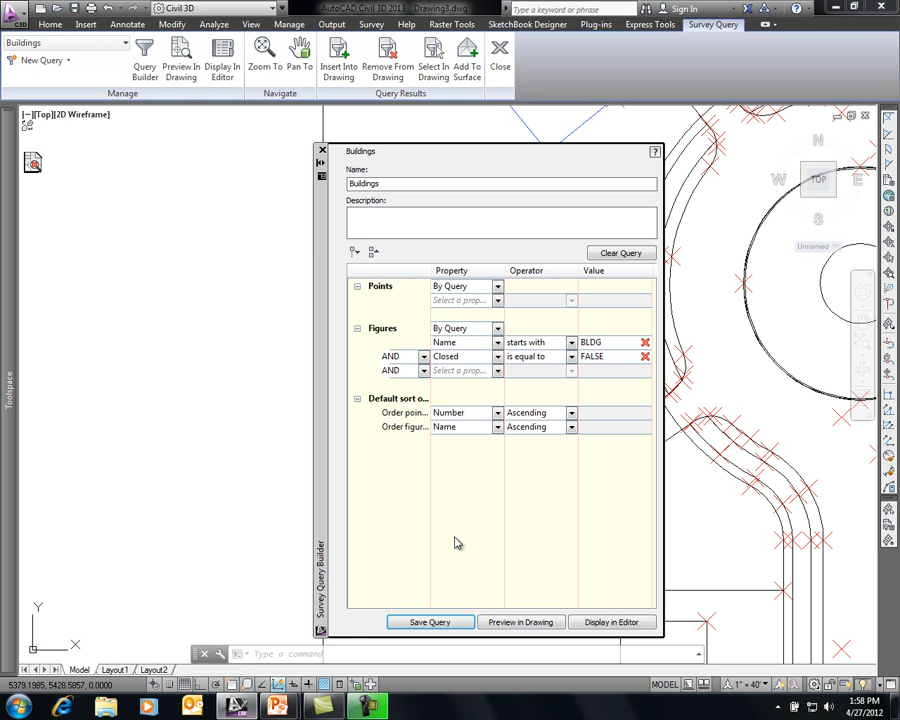 Civil 3D
AutoCAD Civil 3D 2013 Drawing3.dwg
Type a keyword or phrase
Sign In
Home Insert Annotate Modify Analyze View Manage Output Survey Raster Tools SketchBook Designer Plug-ins Express Tools Survey Query
Buildings
New Query
Query Builder
Preview in Drawing
Display in Editor
Zoom To
Pan To
Insert Into Drawing
Remove From Drawing
Select In Drawing
Add To Surface
Close
Manage
Navigate
Query Results
[−][Top][2D Wireframe]
N
W
TOP
E
S
Unnamed
Toolspace
Survey Query Builder
Buildings
Name:
Buildings
Description:
Clear Query
Property Operator Value
Points By Query
Select a prop...
Figures By Query
Name starts with BLDG
AND Closed is equal to FALSE
AND Select a prop...
Default sort o...
Order poin... Number Ascending
Order figur... Name Ascending
Save Query Preview in Drawing Display in Editor
Y
X
Type a command
Model Layout1 Layout2
5379.1985, 5428.5857, 0.0000
MODEL
1" = 40'
1:58 PM
4/27/2012